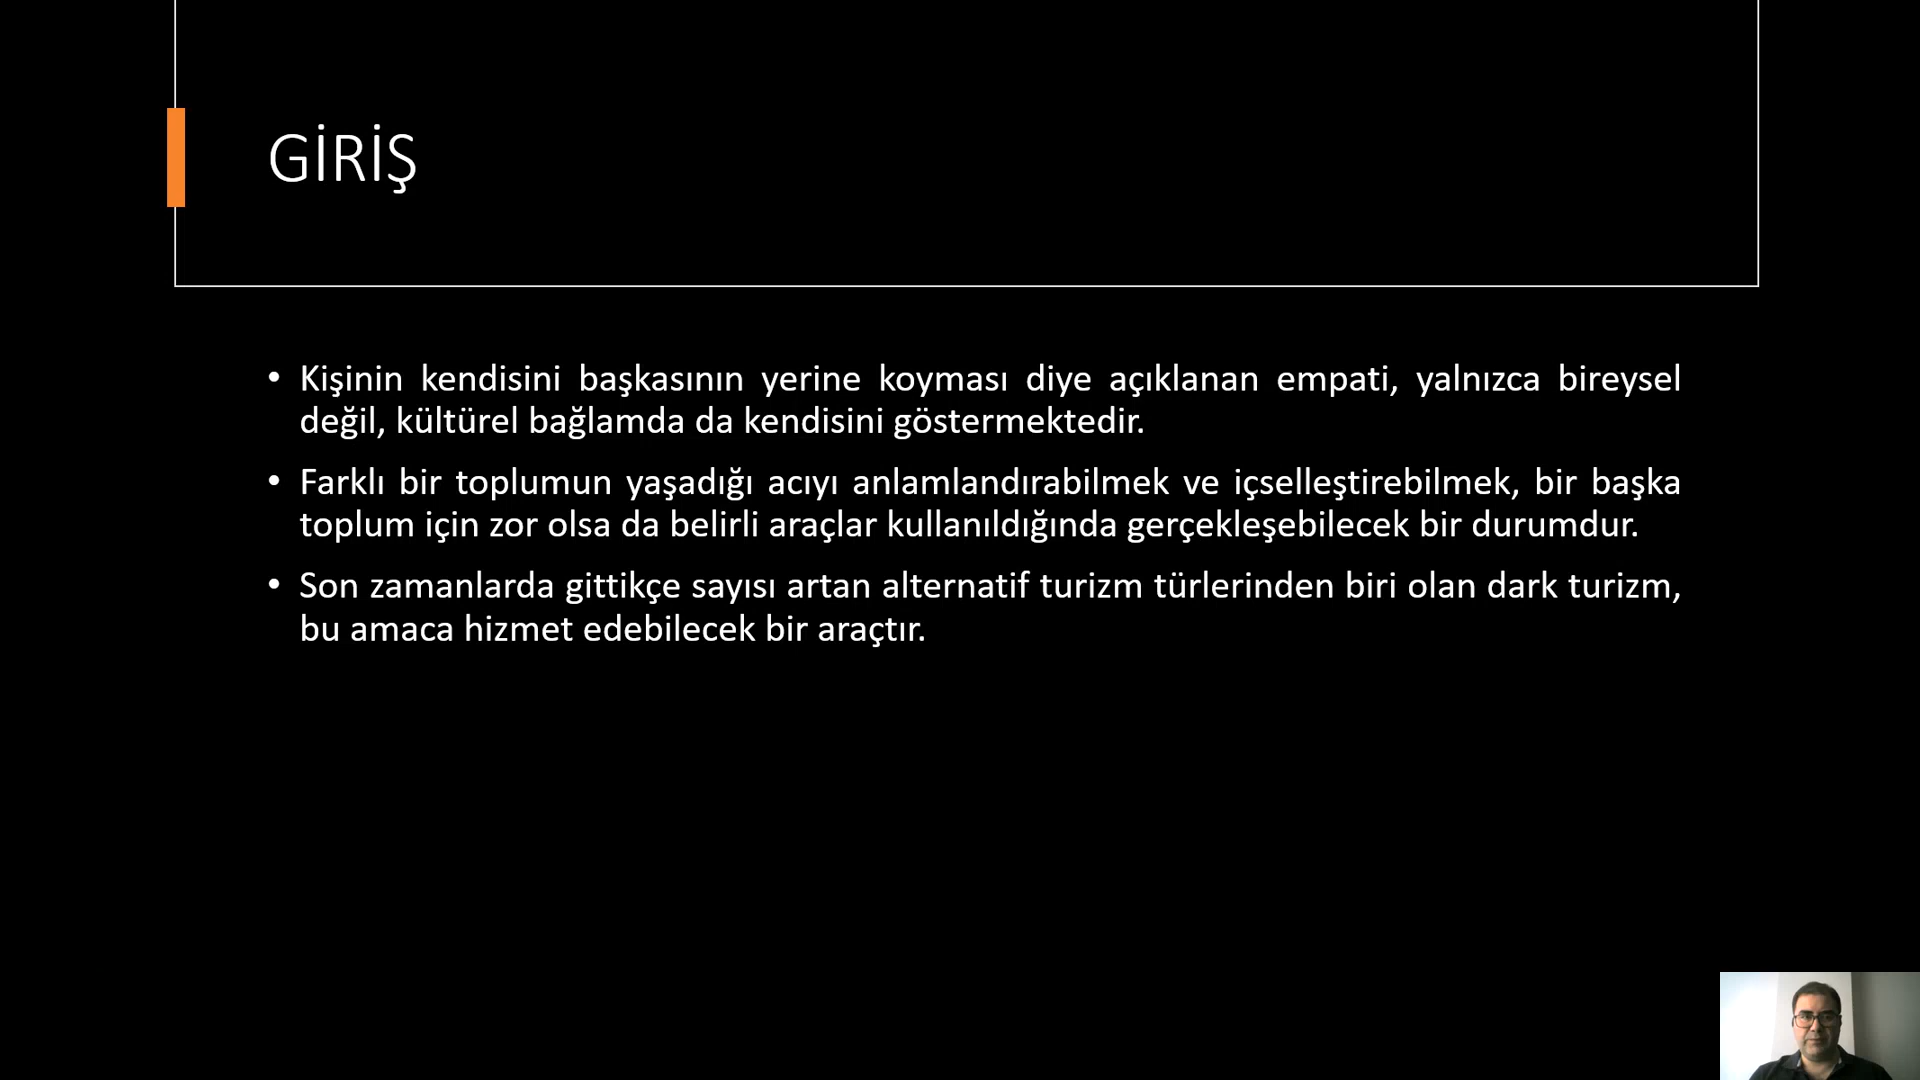 GİRİŞ
• Kişinin kendisini başkasının yerine koyması diye açıklanan empati, yalnızca bireysel
değil, kültürel bağlamda da kendisini göstermektedir.
• Farklı bir toplumun yaşadığı acıyı anlamlandırabilmek ve içselleştirebilmek, bir başka
toplum için zor olsa da belirli araçlar kullanıldığında gerçekleşebilecek bir durumdur.
• Son zamanlarda gittikçe sayısı artan alternatif turizm türlerinden biri olan dark turizm,
bu amaca hizmet edebilecek bir araçtır.